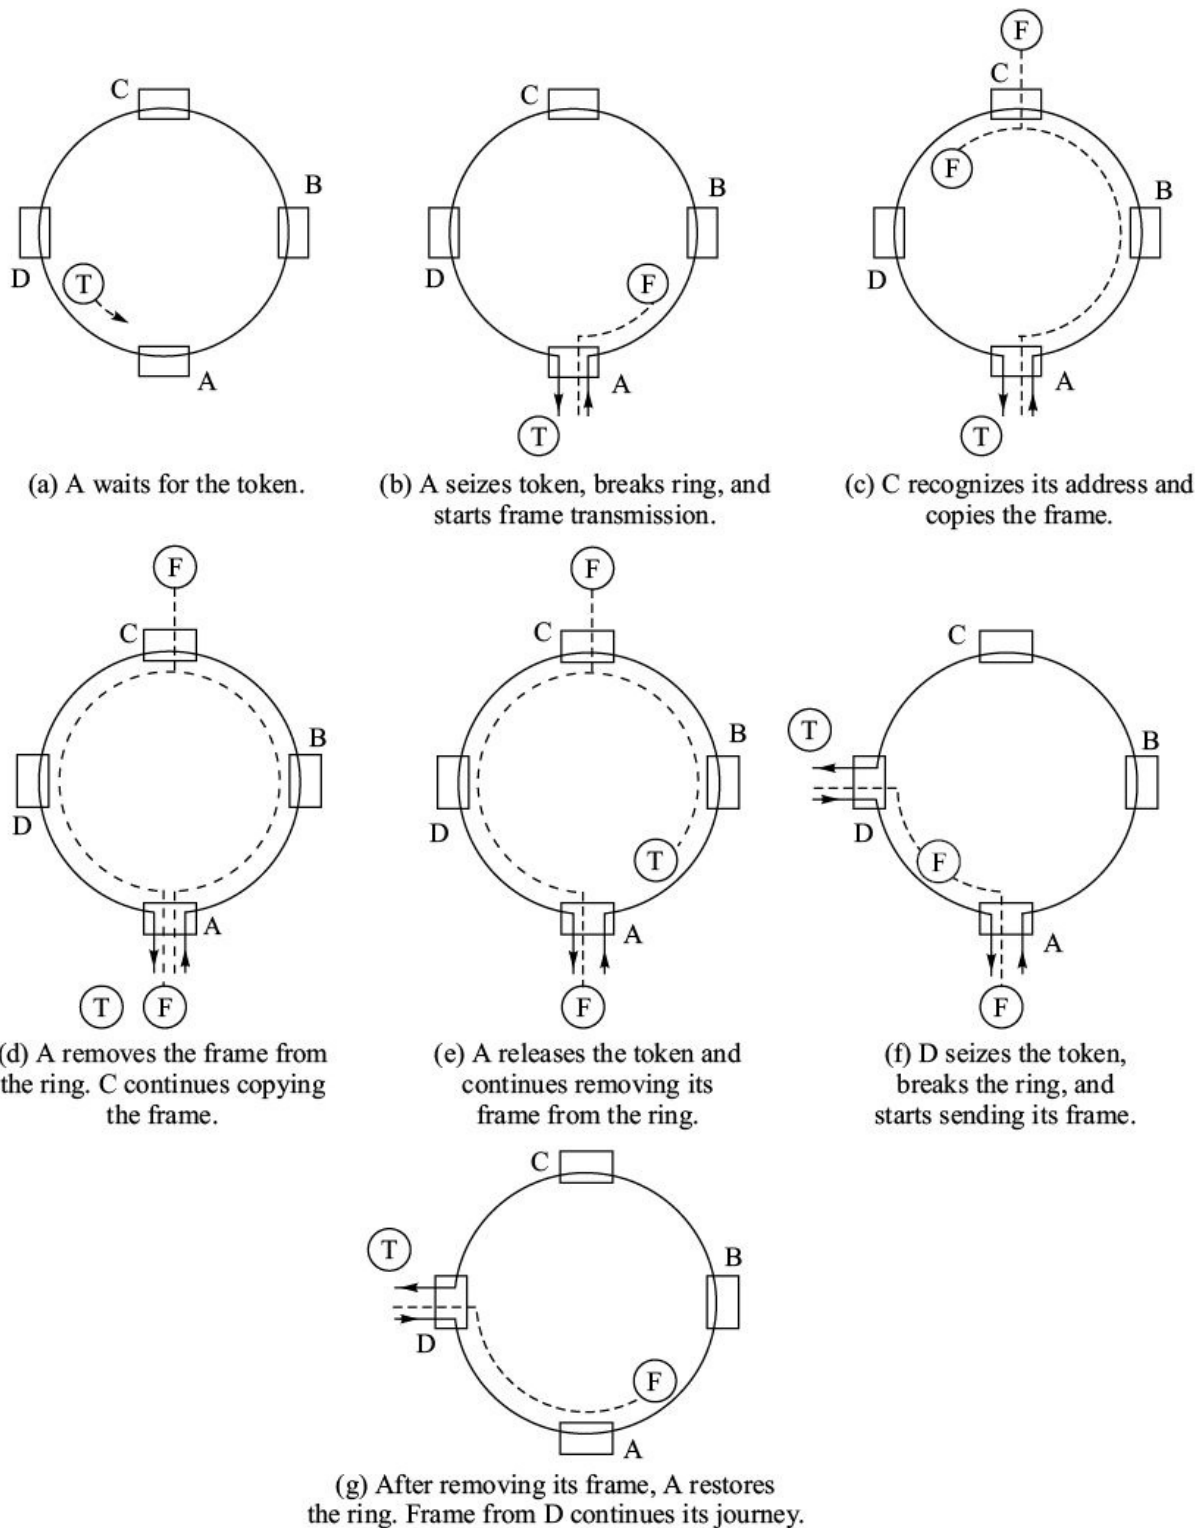 F
C
C
C
F
B
B
B
D
T
D
F
D
A
A
A
T
T
(a) A waits for the token.
(b) A seizes token, breaks ring, and
starts frame transmission.
(c) C recognizes its address and
copies the frame.
F
F
C
C
C
T
B
B
B
D
D
D
T
F
A
A
A
T
F
F
F
(d) A removes the frame from
the ring. C continues copying
the frame.
(e) A releases the token and
continues removing its
frame from the ring.
(f) D seizes the token,
breaks the ring, and
starts sending its frame.
C
T
B
D
F
A
(g) After removing its frame, A restores
the ring. Frame from D continues its journey.